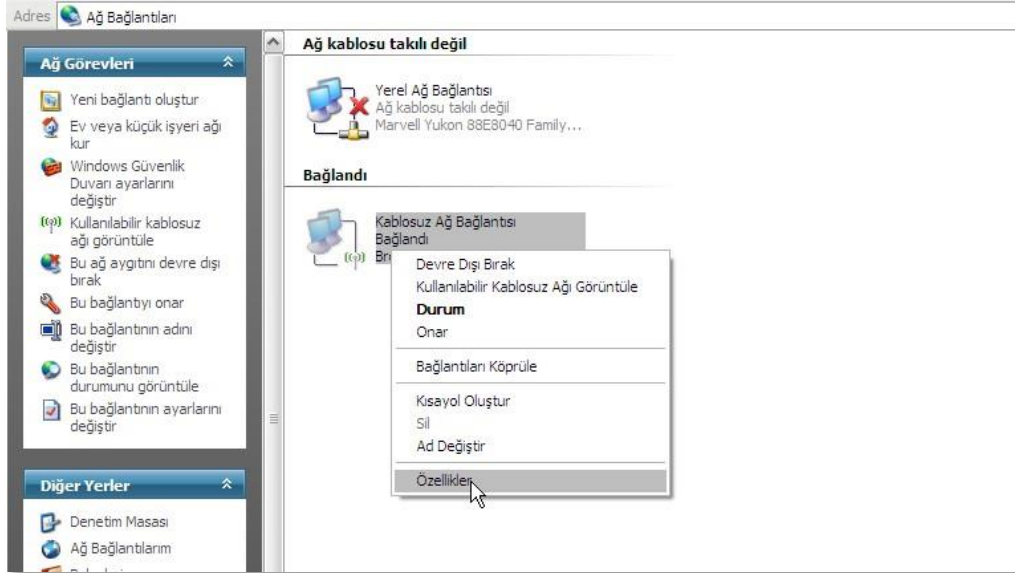 Adres Ağ Bağlantıları
Ağ Görevleri
Yeni bağlantı oluştur
Ev veya küçük işyeri ağı
kur
Windows Güvenlik
Duvarı ayarlarını
değiştir
Kullanılabilir kablosuz
ağı görüntüle
Bu ağ aygıtını devre dışı
bırak
Bu bağlantıyı onar
Bu bağlantının adını
değiştir
Bu bağlantının
durumunu görüntüle
Bu bağlantının ayarlarını
değiştir
Diğer Yerler
Denetim Masası
Ağ Bağlantılarım
Ağ kablosu takılı değil
Yerel Ağ Bağlantısı
Ağ kablosu takılı değil
Marvell Yukon 88E8040 Family...
Bağlandı
Kablosuz Ağ Bağlantısı
Bağlandı
Devre Dışı Bırak
Kullanılabilir Kablosuz Ağı Görüntüle
Durum
Onar
Bağlantıları Köprüle
Kısayol Oluştur
Sil
Ad Değiştir
Özellikler